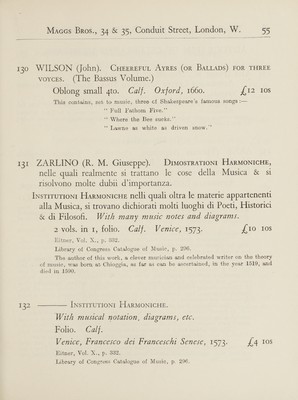 Maggs Bros., 34 & 35, Conduit Street, London, W. 55
130 WILSON (John). Cheereful Ayres (or Ballads) for three
voyces. (The Bassus Volume.)
Oblong small 4to. Calf. Oxford, 1660. £12 10s
This contains, set to music, three of Shakespeare's famous songs :—
" Full Fathom Five."
" Where the Bee sucks."
" Lawns as white as driven snow."
131 ZARLINO (R. M. Giuseppe). Dimostrationi Harmoniche,
nelle quali realmente si trattano le cose della Musica & si
risolvono molte dubii d'importanza.
Institutioni Harmoniche nelli quali oltra le materie appartenenti
alla Musica, si trovano dichiorati molti luoghi di Poeti, Historici
& di Filosofi. With many music notes and diagrams.
2 vols. in 1, folio. Calf. Venice, 1573. £10 10s
Eitner, Vol. X., p. 332.
Library of Congress Catalogue of Music, p. 296.
The author of this work, a clever musician and celebrated writer on the theory
of music, was born at Chioggia, as far as can be ascertained, in the year 1519, and
died in 1590.
132 ——— Institutioni Harmoniche.
With musical notation, diagrams, etc.
Folio. Calf.
Venice, Francesco dei Franceschi Senese, 1573. £4 10s
Eitner, Vol. X., p. 332.
Library of Congress Catalogue of Music, p. 296.